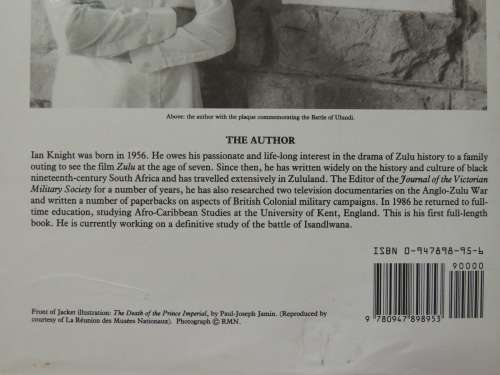 Above: the author with the plaque commemorating the Battle of Ulundi.
THE AUTHOR
Ian Knight was born in 1956. He owes his passionate and life-long interest in the drama of Zulu history to a family
outing to see the film Zulu at the age of seven. Since then, he has written widely on the history and culture of black
nineteenth-century South Africa and has travelled extensively in Zululand. The Editor of the Journal of the Victorian
Military Society for a number of years, he has also researched two television documentaries on the Anglo-Zulu War
and written a number of paperbacks on aspects of British Colonial military campaigns. In 1986 he returned to full-
time education, studying Afro-Caribbean Studies at the University of Kent, England. This is his first full-length
book. He is currently working on a definitive study of the battle of Isandlwana.
ISBN 0-947898-95-6
90000
9 780947 898953
Front of Jacket illustration: The Death of the Prince Imperial, by Paul-Joseph Jamin. (Reproduced by
courtesy of La Réunion des Musées Nationaux). Photograph © RMN.